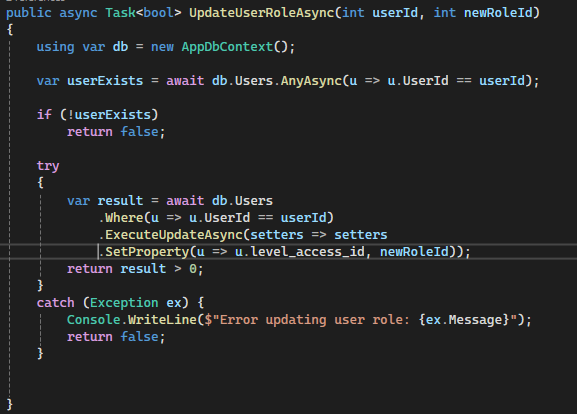 public async Task<bool> UpdateUserRoleAsync(int userId, int newRoleId)
{
using var db = new AppDbContext();
var userExists = await db.Users.AnyAsync(u => u.UserId == userId);
if (!userExists)
return false;
try
{
var result = await db.Users
.Where(u => u.UserId == userId)
.ExecuteUpdateAsync(setters => setters
.SetProperty(u => u.level_access_id, newRoleId));
return result > 0;
}
catch (Exception ex) {
Console.WriteLine($"Error updating user role: {ex.Message}");
return false;
}
}